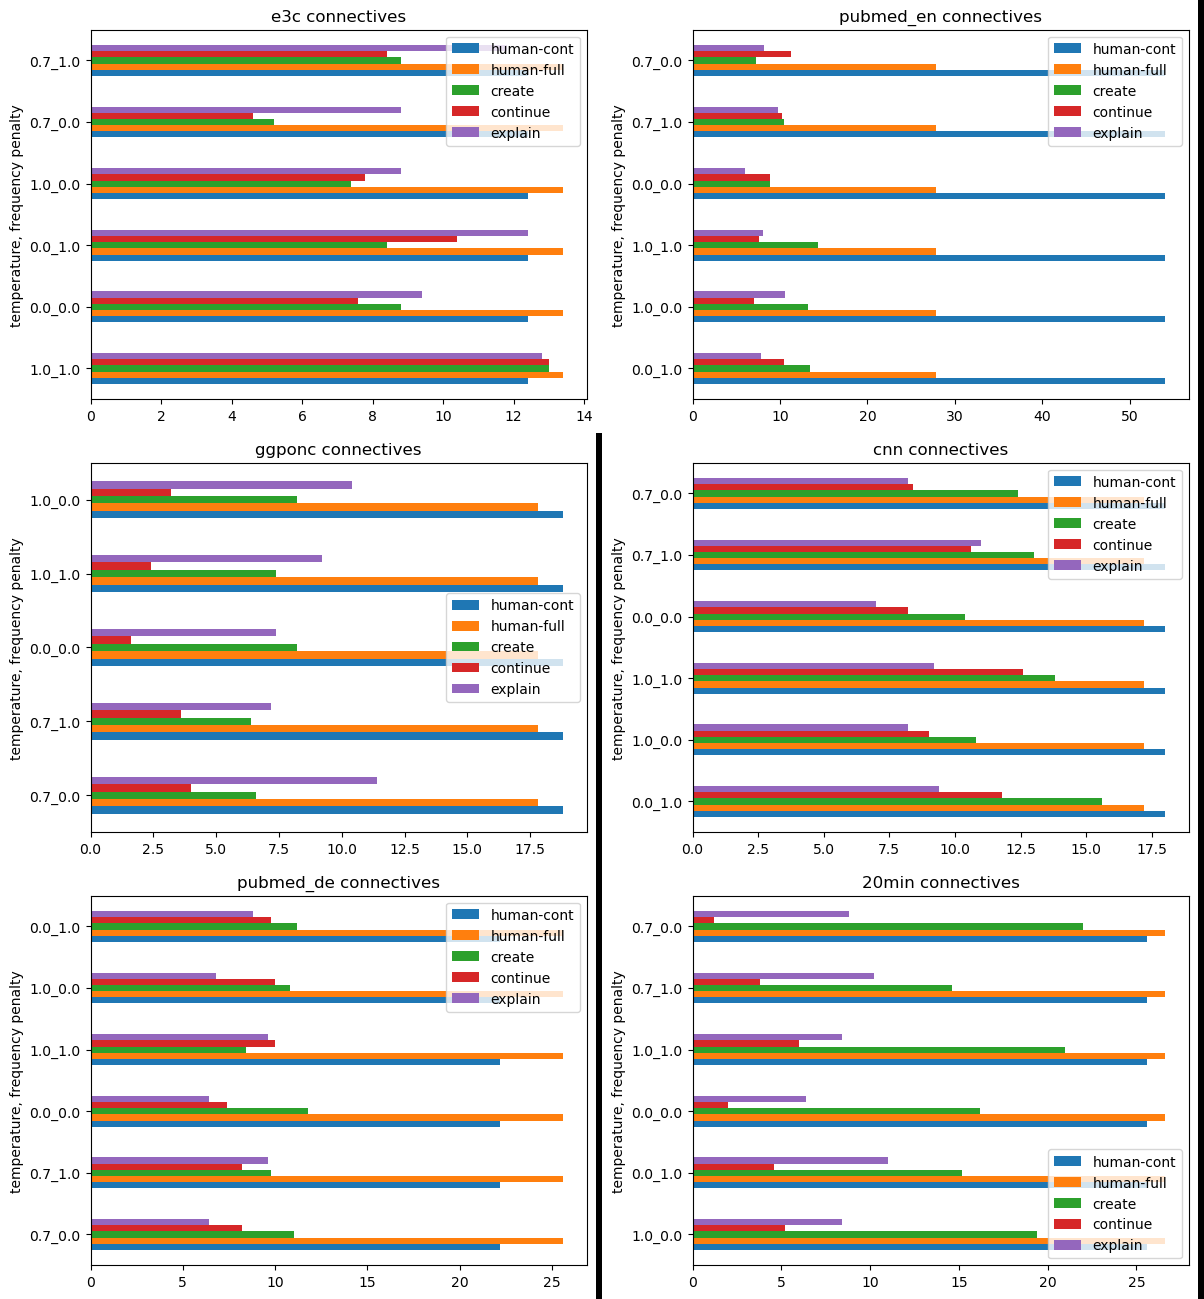 e3c connectives
temperature, frequency penalty
0.7_1.0
0.7_0.0
1.0_0.0
0.0_1.0
0.0_0.0
1.0_1.0
0 2 4 6 8 10 12 14
human-cont
human-full
create
continue
explain
pubmed_en connectives
temperature, frequency penalty
0.7_0.0
0.7_1.0
0.0_0.0
1.0_1.0
1.0_0.0
0.0_1.0
0 10 20 30 40 50
human-cont
human-full
create
continue
explain
ggponc connectives
temperature, frequency penalty
1.0_0.0
1.0_1.0
0.0_0.0
0.7_1.0
0.7_0.0
0.0 2.5 5.0 7.5 10.0 12.5 15.0 17.5
human-cont
human-full
create
continue
explain
cnn connectives
temperature, frequency penalty
0.7_0.0
0.7_1.0
0.0_0.0
1.0_1.0
1.0_0.0
0.0_1.0
0.0 2.5 5.0 7.5 10.0 12.5 15.0 17.5
human-cont
human-full
create
continue
explain
pubmed_de connectives
temperature, frequency penalty
0.0_1.0
1.0_0.0
1.0_1.0
0.0_0.0
0.7_1.0
0.7_0.0
0 5 10 15 20 25
human-cont
human-full
create
continue
explain
20min connectives
temperature, frequency penalty
0.7_0.0
0.7_1.0
1.0_1.0
0.0_0.0
0.0_1.0
1.0_0.0
0 5 10 15 20 25
human-cont
human-full
create
continue
explain